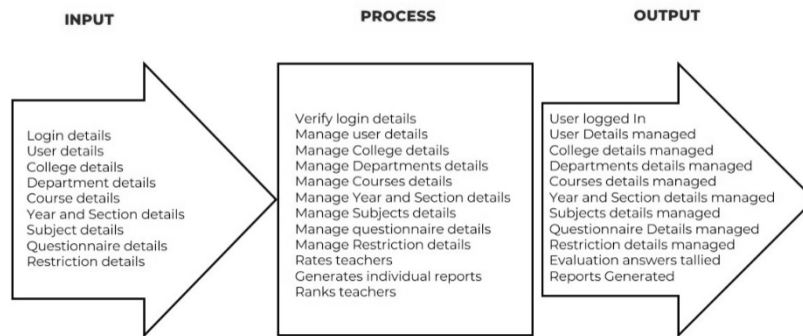 INPUT
PROCESS
OUTPUT
Login details
User details
College details
Department details
Course details
Year and Section details
Subject details
Questionnaire details
Restriction details
Verify login details
Manage user details
Manage College details
Manage Departments details
Manage Courses details
Manage Year and Section details
Manage Subjects details
Manage questionnaire details
Manage Restriction details
Rates teachers
Generates individual reports
Ranks teachers
User logged In
User Details managed
College details managed
Departments details managed
Courses details managed
Year and Section details managed
Subjects details managed
Questionnaire Details managed
Restriction details managed
Evaluation answers tallied
Reports Generated